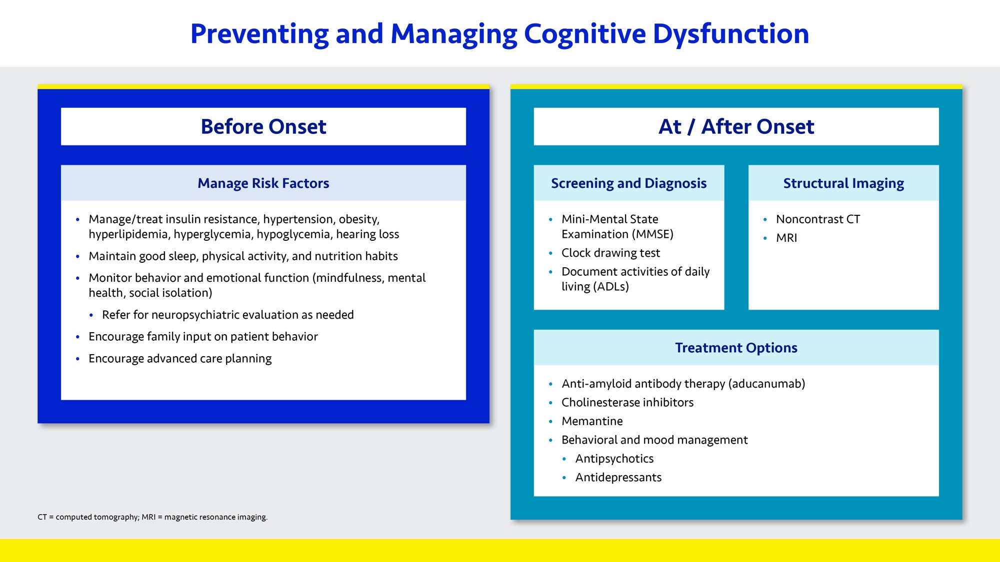 Preventing and Managing Cognitive Dysfunction
Before Onset
Manage Risk Factors
• Manage/treat insulin resistance, hypertension, obesity,
hyperlipidemia, hyperglycemia, hypoglycemia, hearing loss
• Maintain good sleep, physical activity, and nutrition habits
• Monitor behavior and emotional function (mindfulness, mental
health, social isolation)
• Refer for neuropsychiatric evaluation as needed
• Encourage family input on patient behavior
• Encourage advanced care planning
At / After Onset
Screening and Diagnosis
• Mini-Mental State
Examination (MMSE)
• Clock drawing test
• Document activities of daily
living (ADLs)
Structural Imaging
• Noncontrast CT
• MRI
Treatment Options
• Anti-amyloid antibody therapy (aducanumab)
• Cholinesterase inhibitors
• Memantine
• Behavioral and mood management
• Antipsychotics
• Antidepressants
CT = computed tomography; MRI = magnetic resonance imaging.